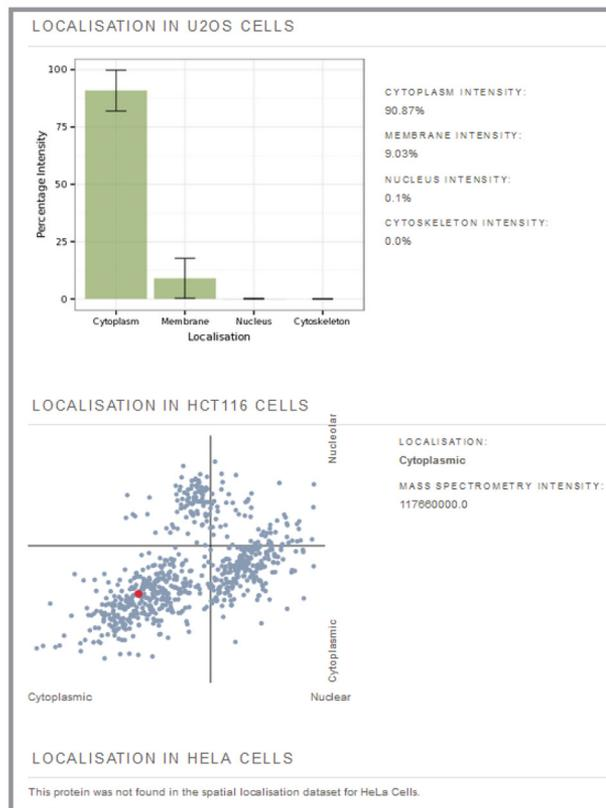 LOCALISATION IN U2OS CELLS
100
75
50
25
0
Percentage Intensity
Cytoplasm Membrane Nucleus Cytoskeleton
Localisation
CYTOPLASM INTENSITY:
90.87%
MEMBRANE INTENSITY:
9.03%
NUCLEUS INTENSITY:
0.1%
CYTOSKELETON INTENSITY:
0.0%
LOCALISATION IN HCT116 CELLS
Nucleolar
Cytoplasmic
Cytoplasmic Nuclear
LOCALISATION:
Cytoplasmic
MASS SPECTROMETRY INTENSITY:
117660000.0
LOCALISATION IN HELA CELLS
This protein was not found in the spatial localisation dataset for HeLa Cells.